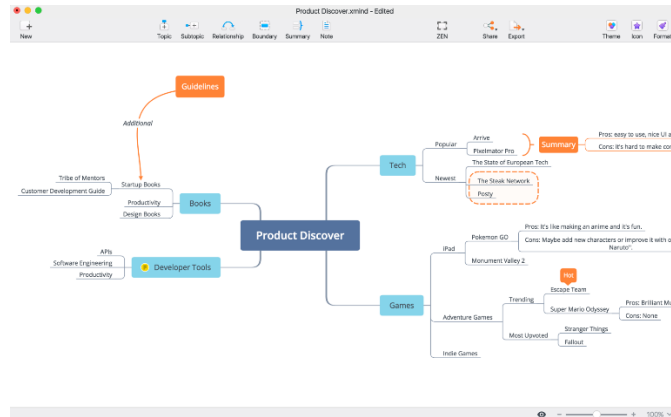 Product Discover.xmind – Edited
New
Topic
Subtopic
Relationship
Boundary
Summary
Note
ZEN
Share
Export
Theme
Icon
Format
Guidelines
Additional
Tribe of Mentors
Customer Development Guide
Startup Books
Productivity
Design Books
Books
APIs
Software Engineering
Productivity
Developer Tools
Product Discover
Tech
Popular
Arrive
Pixelmator Pro
Summary
Pros: easy to use, nice UI a
Cons: It's hard to make co
Newest
The State of European Tech
The Steak Network
Posty
Games
iPad
Pokemon GO
Pros: It's like making an anime and it's fun.
Cons: Maybe add new characters or improve it with o
Naruto".
Monument Valley 2
Adventure Games
Trending
Hot
Escape Team
Super Mario Odyssey
Pros: Brilliant Mu
Cons: None
Most Upvoted
Stranger Things
Fallout
Indie Games
100%